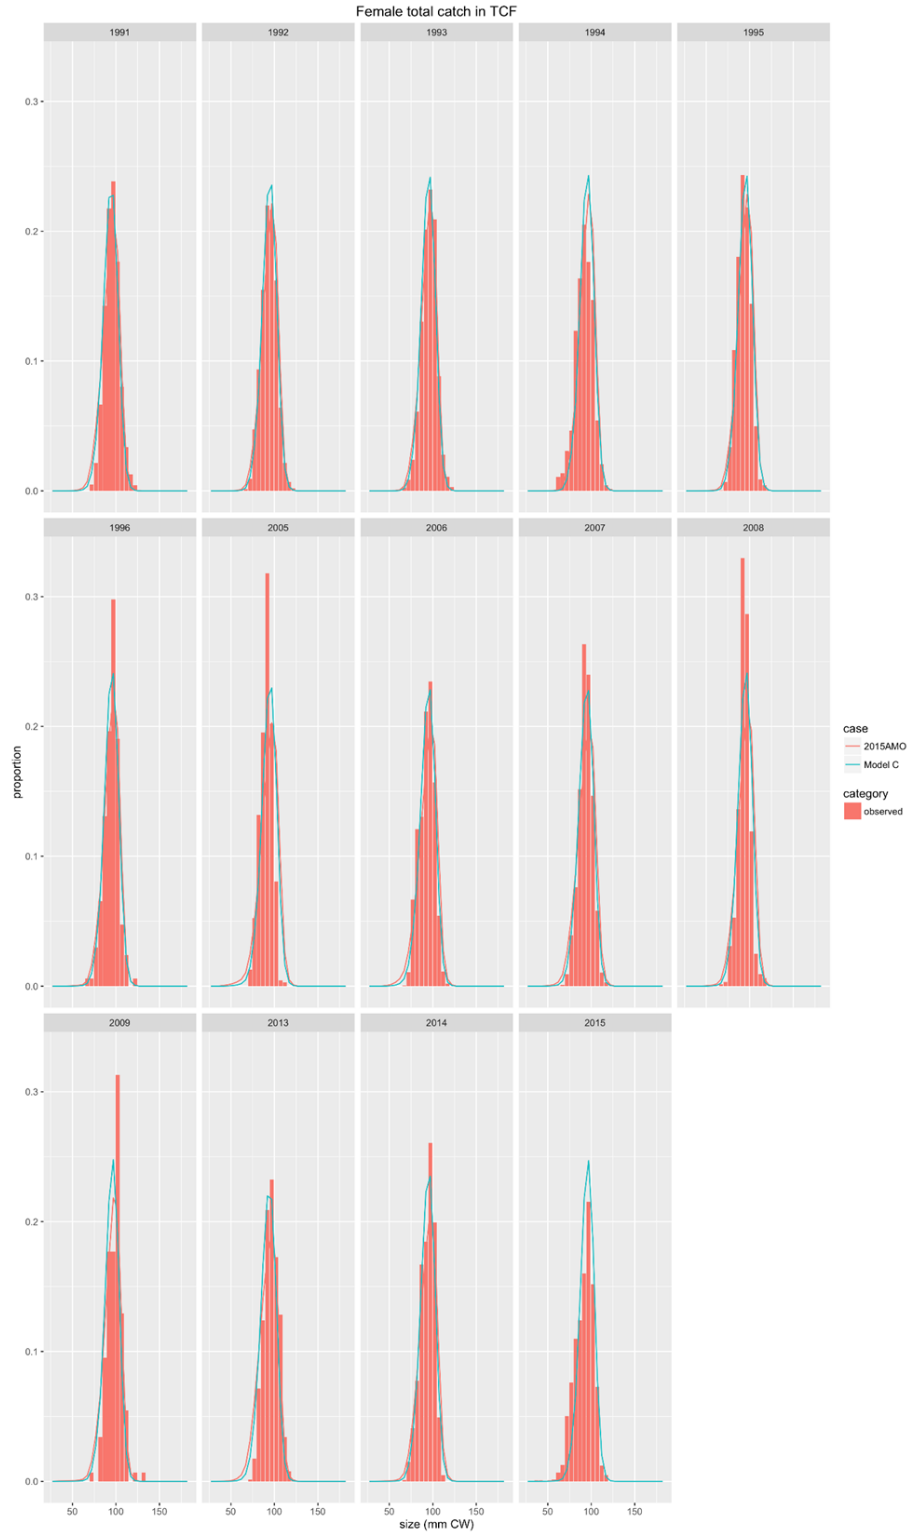 Female total catch in TCF
1991 1992 1993 1994 1995
0.3
0.2
0.1
0.0
1996 2005 2006 2007 2008
0.3
0.2
0.1
0.0
2009 2013 2014 2015
0.3
0.2
0.1
0.0
50 100 150 50 100 150 50 100 150 50 100 150
size (mm CW)
proportion
case
2015AMO
Model C
category
observed